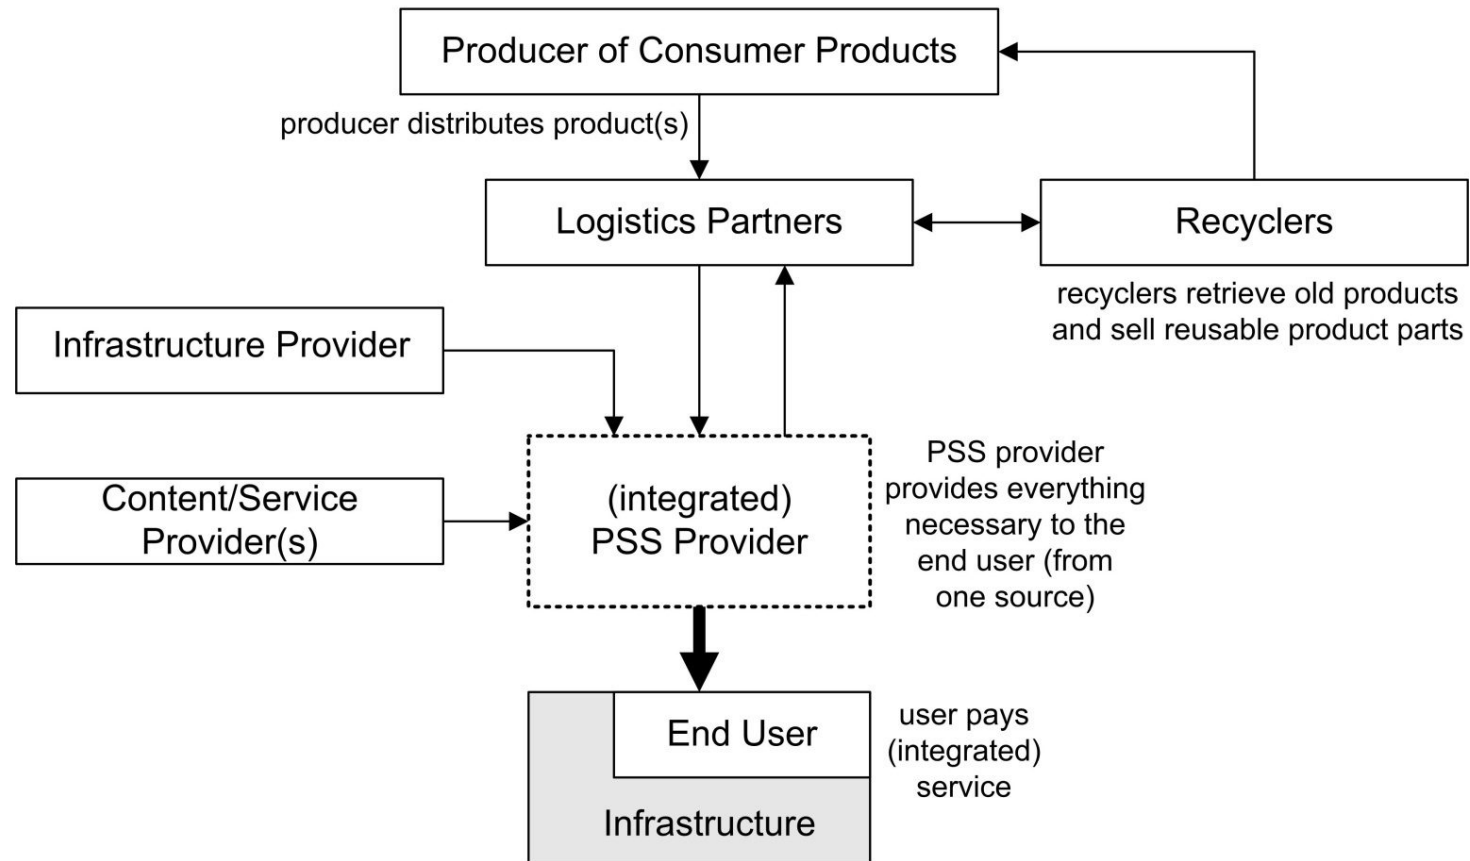 Producer of Consumer Products
producer distributes product(s)
Logistics Partners
Recyclers
recyclers retrieve old products
and sell reusable product parts
Infrastructure Provider
Content/Service
Provider(s)
(integrated)
PSS Provider
PSS provider
provides everything
necessary to the
end user (from
one source)
End User
user pays
(integrated)
service
Infrastructure